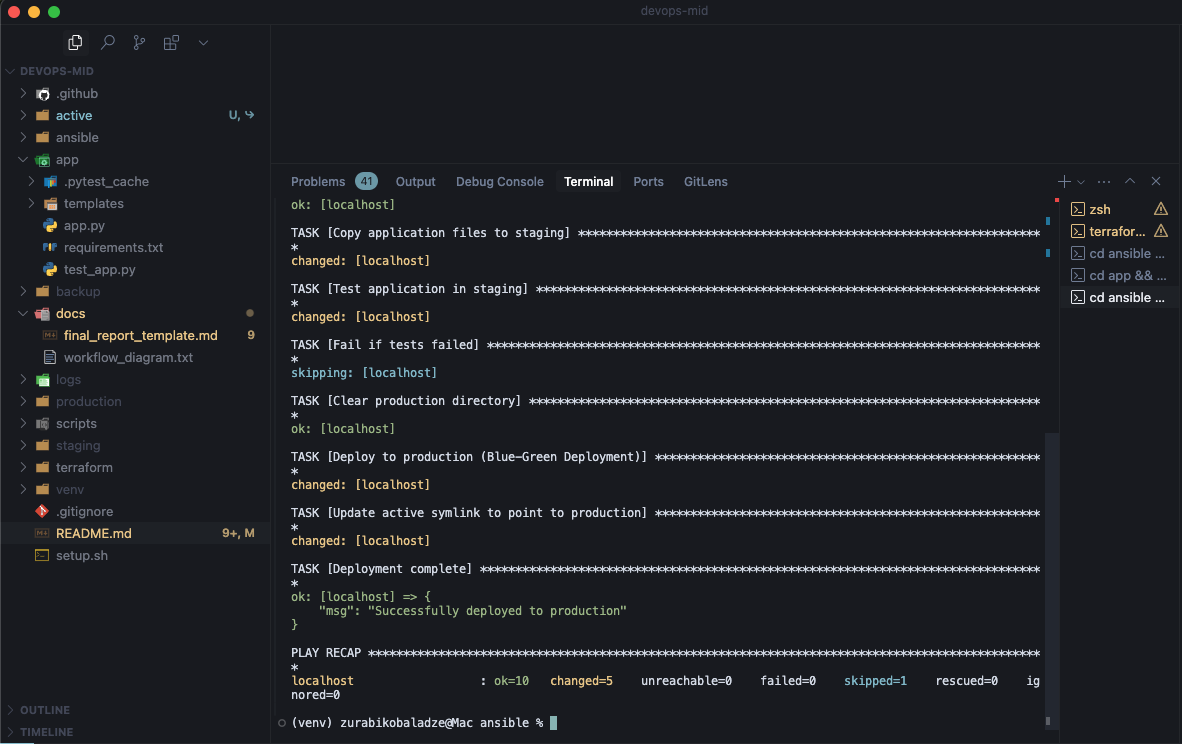 devops-mid
DEVOPS-MID
.github
active U,
ansible
app
.pytest_cache
templates
app.py
requirements.txt
test_app.py
backup
docs
final_report_template.md 9
workflow_diagram.txt
logs
production
scripts
staging
terraform
venv
.gitignore
README.md 9+, M
setup.sh
OUTLINE
TIMELINE
Problems 41 Output Debug Console Terminal Ports GitLens
ok: [localhost]
TASK [Copy application files to staging] ******************************************************************
*
changed: [localhost]
TASK [Test application in staging] ************************************************************************
*
changed: [localhost]
TASK [Fail if tests failed] *******************************************************************************
*
skipping: [localhost]
TASK [Clear production directory] *************************************************************************
*
ok: [localhost]
TASK [Deploy to production (Blue-Green Deployment)] *******************************************************
*
changed: [localhost]
TASK [Update active symlink to point to production] *******************************************************
*
changed: [localhost]
TASK [Deployment complete] ********************************************************************************
*
ok: [localhost] => {
"msg": "Successfully deployed to production"
}
PLAY RECAP ************************************************************************************************
*
localhost : ok=10 changed=5 unreachable=0 failed=0 skipped=1 rescued=0 ig
nored=0
(venv) zurabikobaladze@Mac ansible %
zsh
terrafor...
cd ansible ...
cd app && ...
cd ansible ...